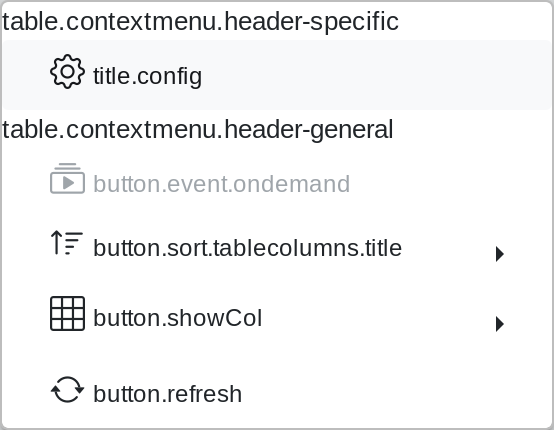 table.contextmenu.header-specific
title.config
table.contextmenu.header-general
button.event.ondemand
button.sort.tablecolumns.title
button.showCol
button.refresh